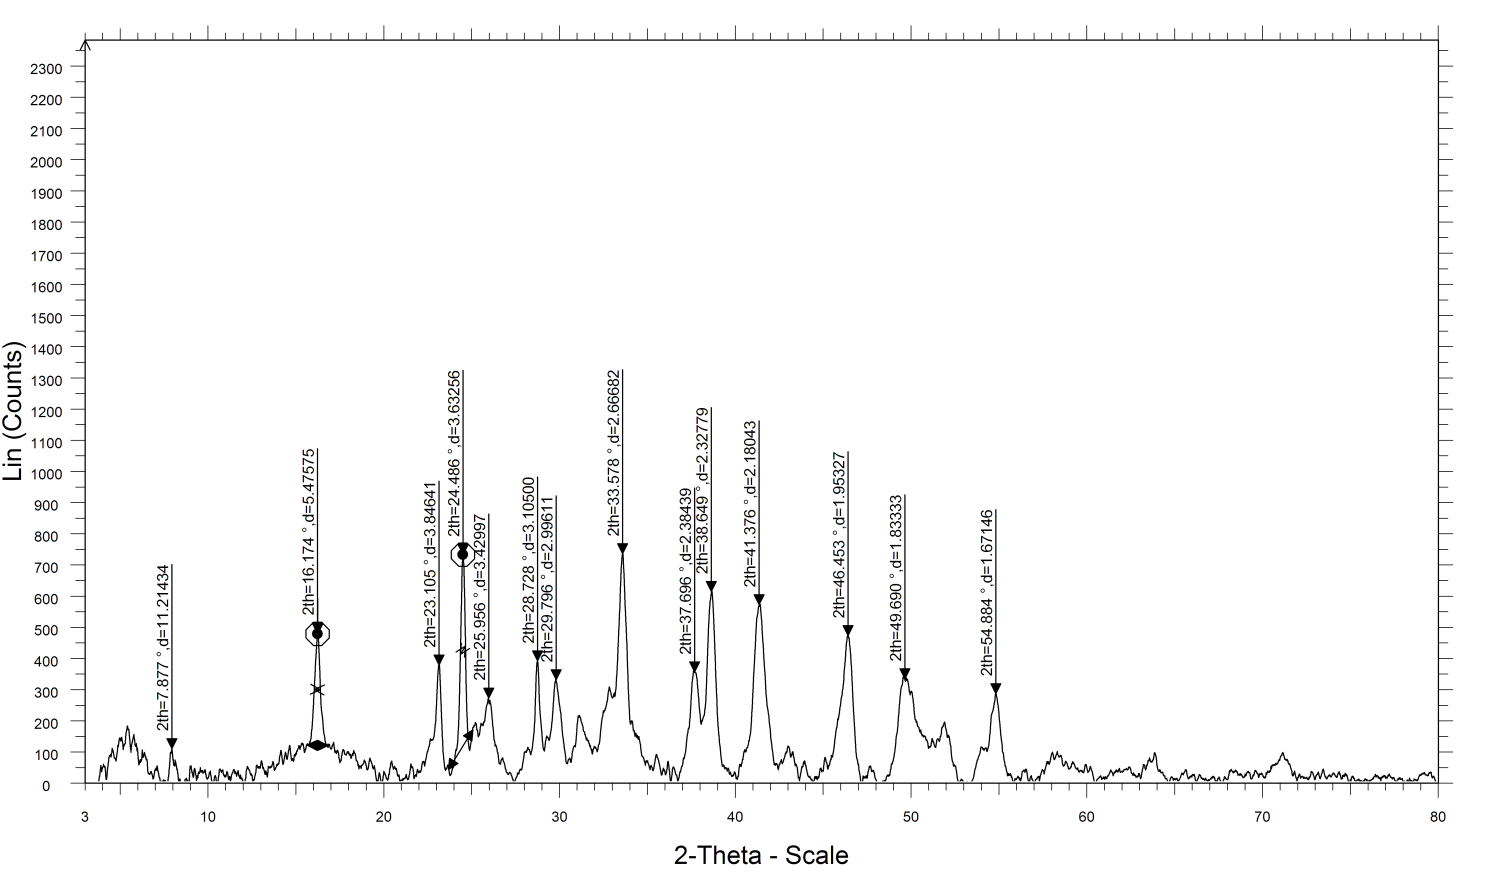 2300
2200
2100
2000
1900
1800
1700
1600
1500
1400
1300
1200
1100
1000
900
800
700
600
500
400
300
200
100
0
Lin (Counts)
2th=7.877 °,d=11.21434
2th=16.174 °,d=5.47575
2th=23.105 °,d=3.84641
2th=24.486 °,d=3.63256
2th=25.956 °,d=3.42997
2th=28.728 °,d=3.10500
2th=29.796 °,d=2.99611
2th=33.578 °,d=2.66682
2th=37.696 °,d=2.38439
2th=38.649 °,d=2.32779
2th=41.376 °,d=2.18043
2th=46.453 °,d=1.95327
2th=49.690 °,d=1.83333
2th=54.884 °,d=1.67146
3 10 20 30 40 50 60 70 80
2-Theta - Scale